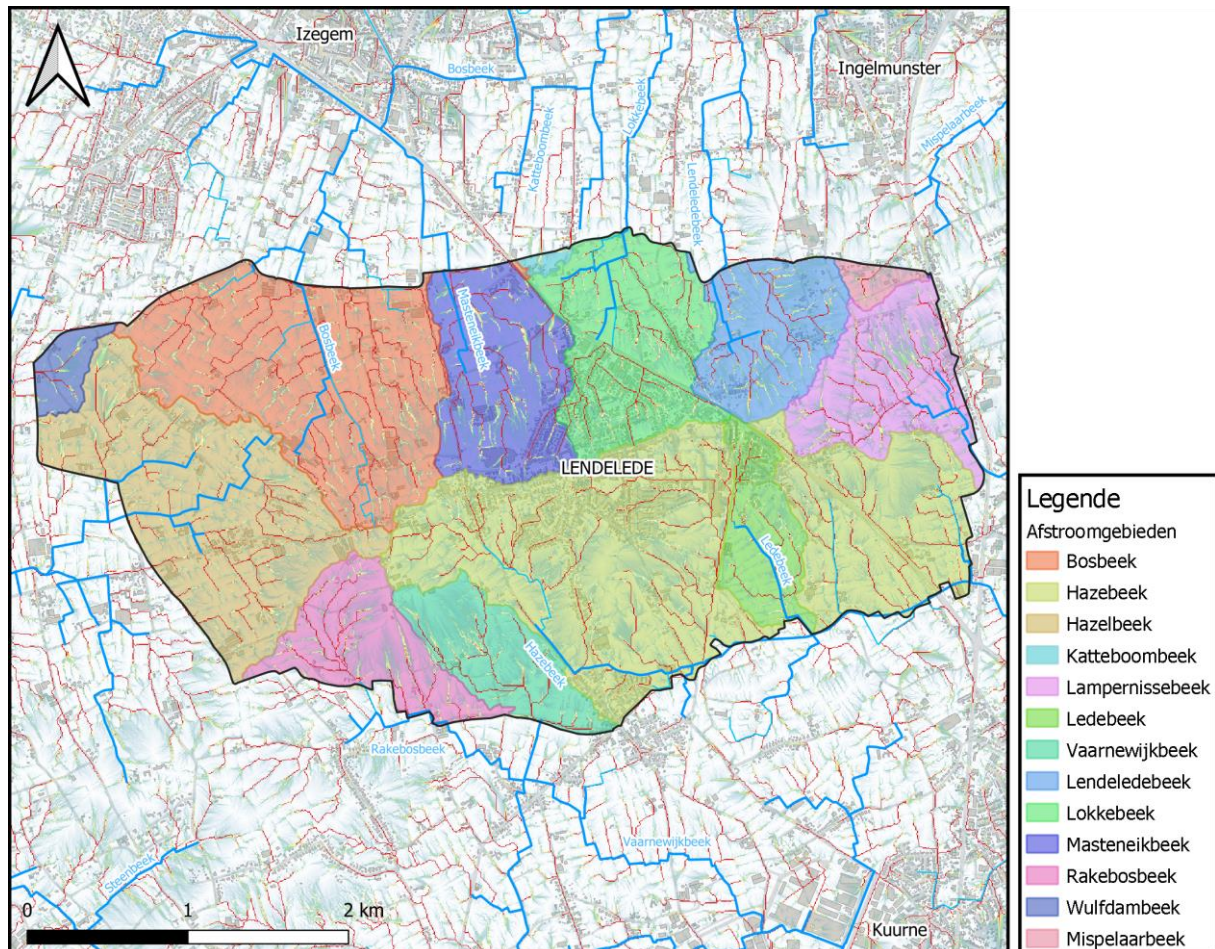 Izegem
Bosbeek
Ingelmunster
Katteboombeek
Lokkebeek
Lendeledebeek
Mispelaarbeek
Bosbeek
Masteneikbeek
LENDELEDE
Ledebeek
Hazebeek
Rakebosbeek
Vaarnewijkbeek
Steenbeek
Kuurne
0 1 2 km
Legende
Afstroomgebieden
Bosbeek
Hazebeek
Hazelbeek
Katteboombeek
Lampernissebeek
Ledebeek
Vaarnewijkbeek
Lendeledebeek
Lokkebeek
Masteneikbeek
Rakebosbeek
Wulfdambeek
Mispelaarbeek